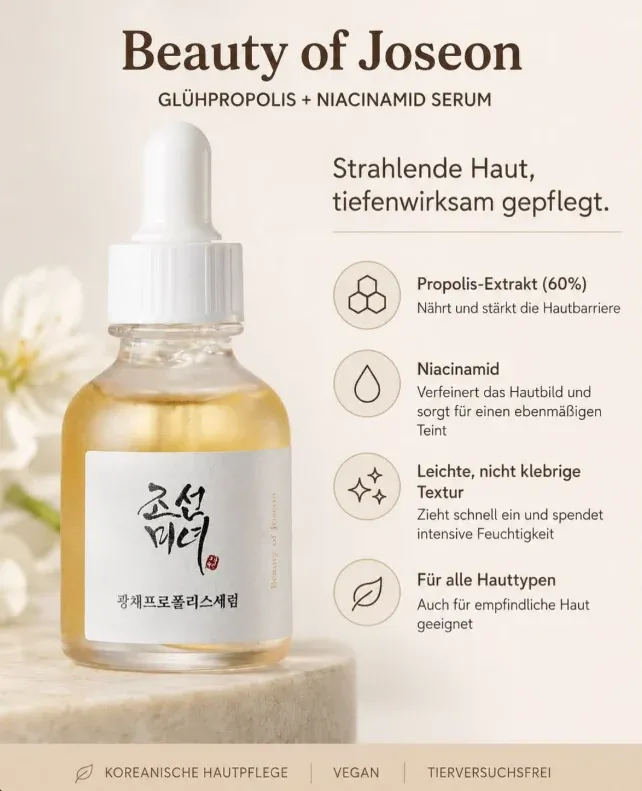 Beauty of Joseon
GLÜHPROPOLIS + NIACINAMID SERUM
Strahlende Haut,
tiefenwirksam gepflegt.
Propolis-Extrakt (60%)
Nährt und stärkt die Hautbarriere
Niacinamid
Verfeinert das Hautbild und
sorgt für einen ebenmäßigen
Teint
Leichte, nicht klebrige
Textur
Zieht schnell ein und spendet
intensive Feuchtigkeit
Für alle Hauttypen
Auch für empfindliche Haut
geeignet
조선
미녀
Beauty of Joseon
광채프로폴리스세럼
KOREANISCHE HAUTPFLEGE
VEGAN
TIERVERSUCHSFREI